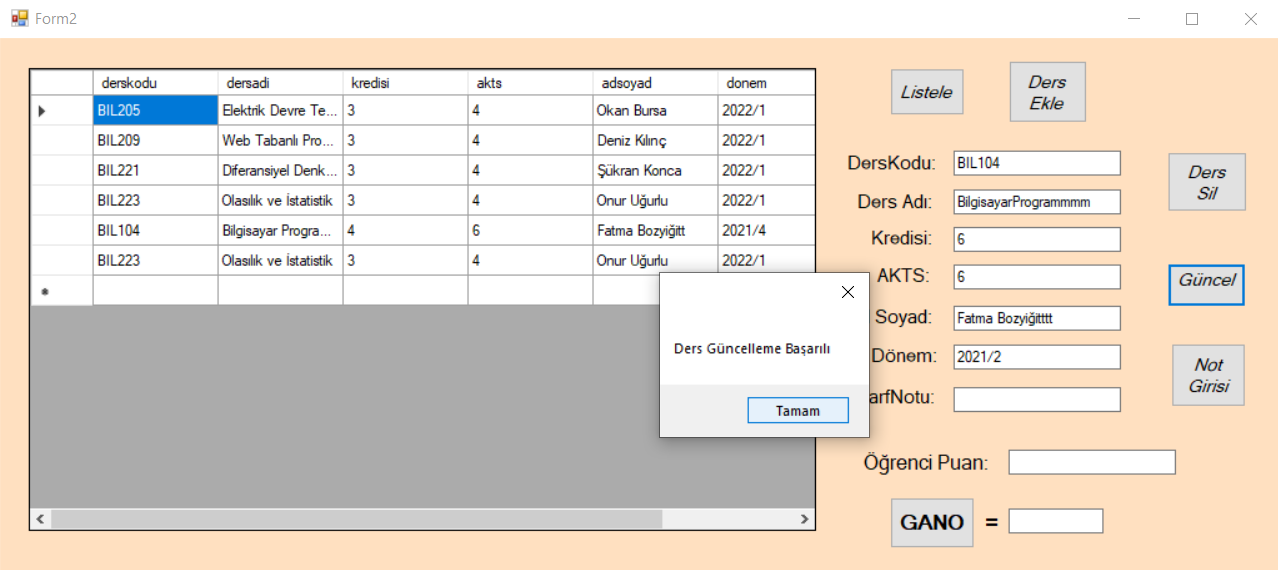 Form2
derskodu dersadi kredisi akts adsoyad donem
BIL205 Elektrik Devre Te... 3 4 Okan Bursa 2022/1
BIL209 Web Tabanlı Pro... 3 4 Deniz Kılınç 2022/1
BIL221 Diferansiyel Denk... 3 4 Şükran Konca 2022/1
BIL223 Olasılık ve İstatistik 3 4 Onur Uğurlu 2022/1
BIL104 Bilgisayar Progra... 4 6 Fatma Bozyiğitt 2021/4
BIL223 Olasılık ve İstatistik 3 4 Onur Uğurlu 2022/1
Ders Güncelleme Başarılı
Tamam
Listele
Ders
Ekle
DersKodu: BIL104
Ders Adı: BilgisayarProgrammmm
Kredisi: 6
AKTS: 6
Soyad: Fatma Bozyiğitttt
Dönem: 2021/2
arfNotu:
Ders
Sil
Güncel
Not
Girisi
Öğrenci Puan:
GANO =